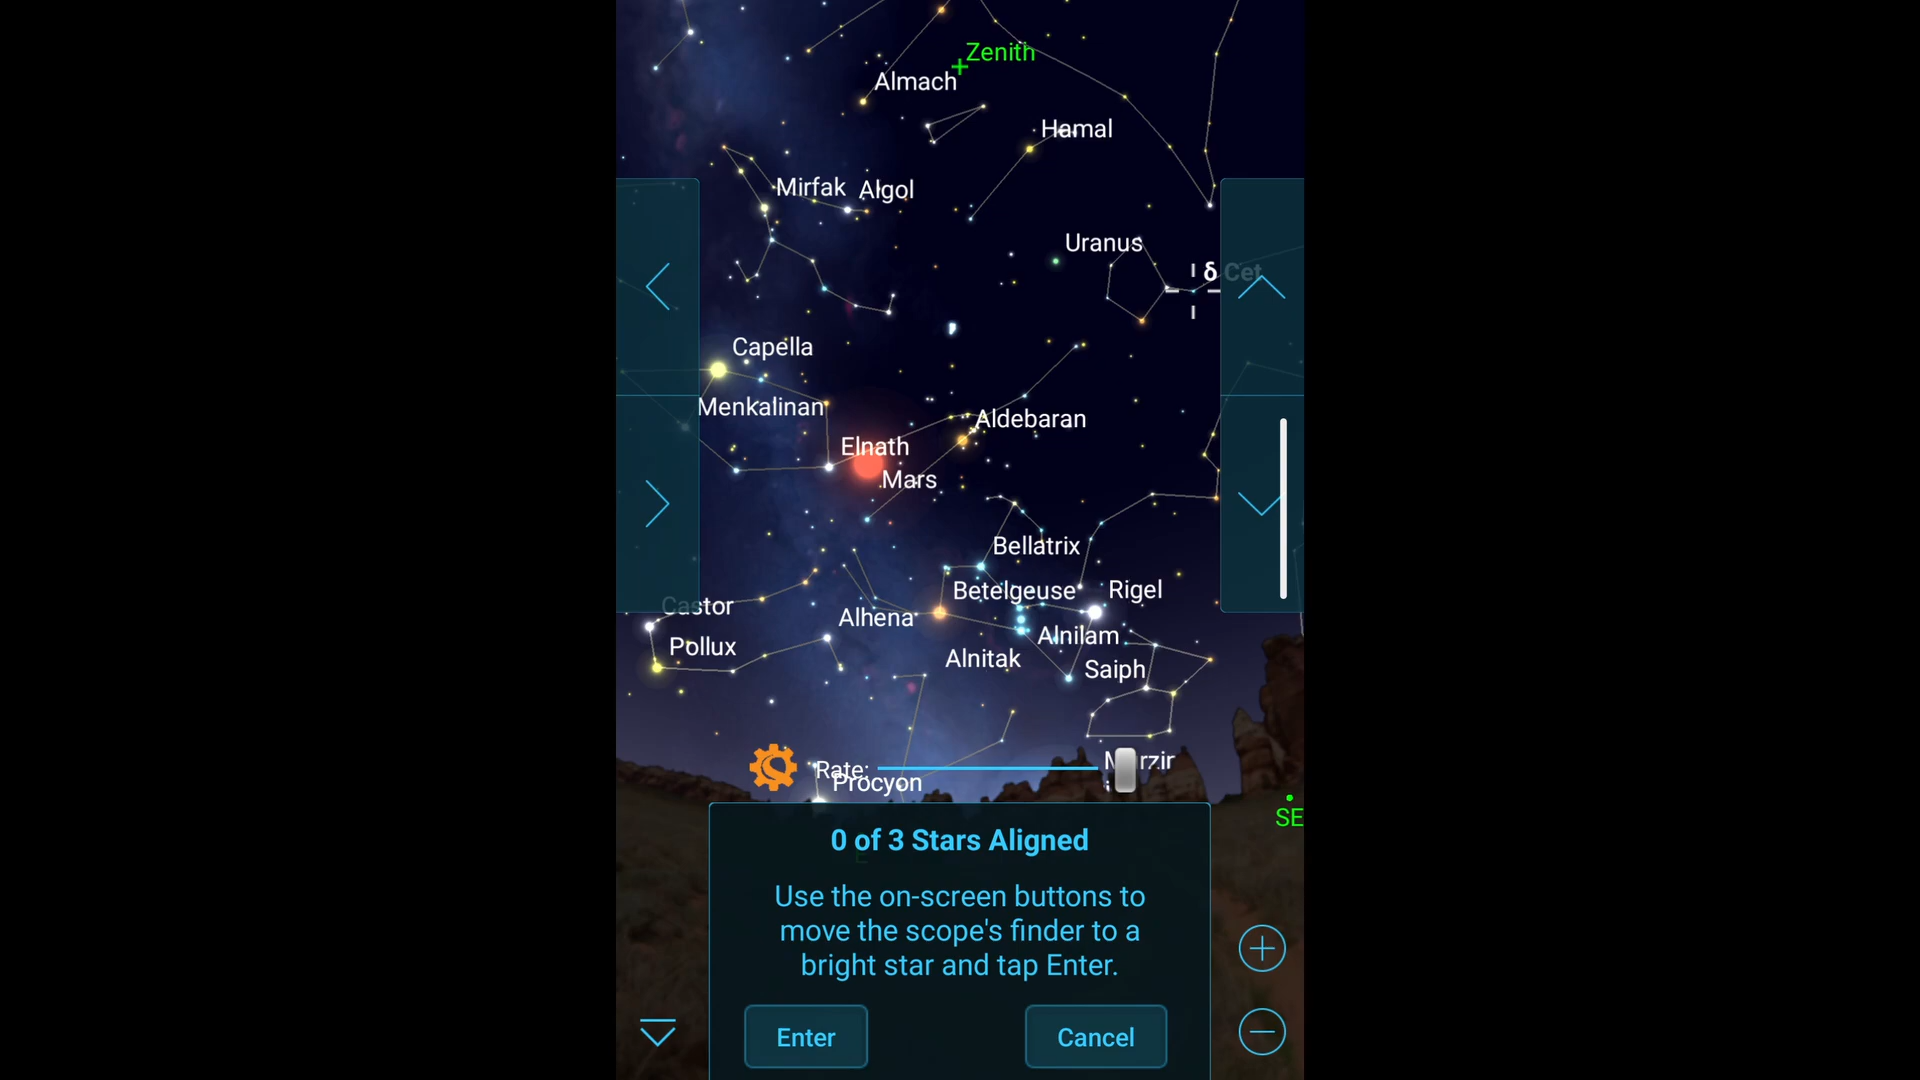 Zenith
Almach
Hamal
Mirfak
Algol
Uranus
δ Cet
Capella
Menkalinan
Aldebaran
Elnath
Mars
Bellatrix
Betelgeuse
Rigel
Castor
Alhena
Alnilam
Pollux
Alnitak
Saiph
Rate:
Procyon
SE
0 of 3 Stars Aligned
E
Use the on-screen buttons to
move the scope's finder to a
bright star and tap Enter.
Enter
Cancel